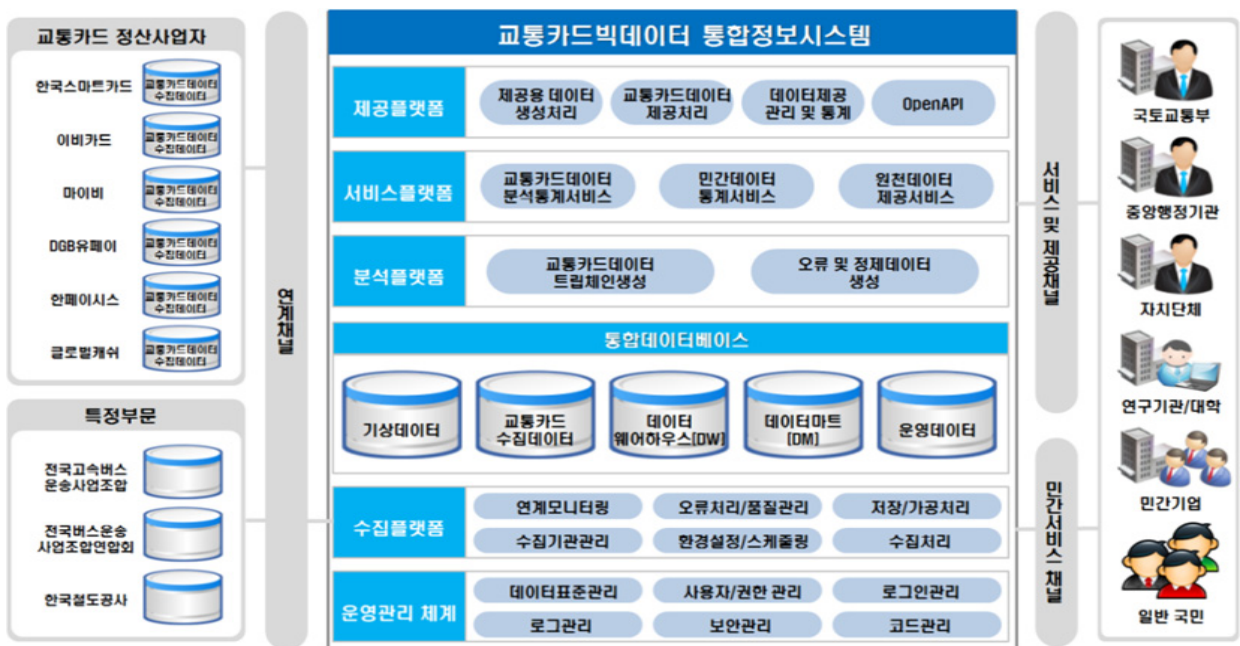 교통카드 정산사업자
한국스마트카드
교통카드데이터
수집데이터
이비카드
교통카드데이터
수집데이터
마이비
교통카드데이터
수집데이터
DGB유페이
교통카드데이터
수집데이터
한페이시스
교통카드데이터
수집데이터
글로벌캐쉬
교통카드데이터
수집데이터
특정부문
전국고속버스
운송사업조합
전국버스운송
사업조합연합회
한국철도공사
연계채널
교통카드빅데이터 통합정보시스템
제공플랫폼
제공용 데이터
생성처리
교통카드데이터
제공처리
데이터제공
관리 및 통계
OpenAPI
서비스플랫폼
교통카드데이터
분석통계서비스
민간데이터
통계서비스
원천데이터
제공서비스
분석플랫폼
교통카드데이터
트립체인생성
오류 및 정제데이터
생성
통합데이터베이스
기상데이터
교통카드
수집데이터
데이터
웨어하우스[DW]
데이터마트
[DM]
운영데이터
수집플랫폼
연계모니터링
오류처리/품질관리
저장/가공처리
수집기관관리
환경설정/스케줄링
수집처리
운영관리 체계
데이터표준관리
사용자/권한 관리
로그인관리
로그관리
보안관리
코드관리
서비스 및 제공채널
민간서비스 채널
국토교통부
중앙행정기관
자치단체
연구기관/대학
민간기업
일반 국민